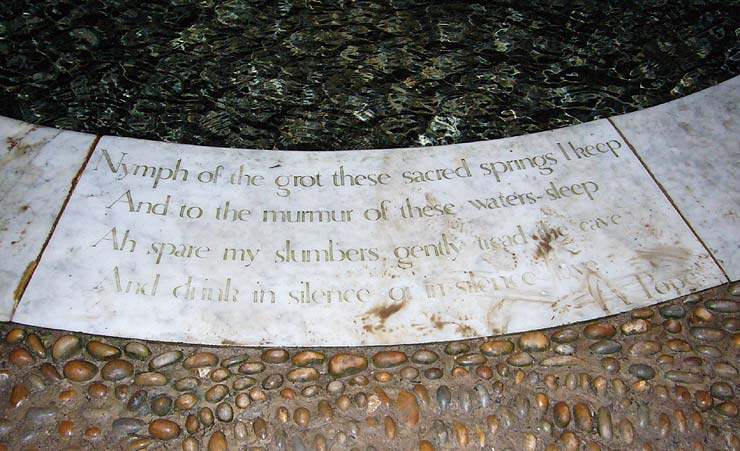 Nymph of the grot these sacred springs I keep
And to the murmur of these waters sleep
Ah spare my slumbers gently tread the cave
And drink in silence or in silence lave
A. Pope